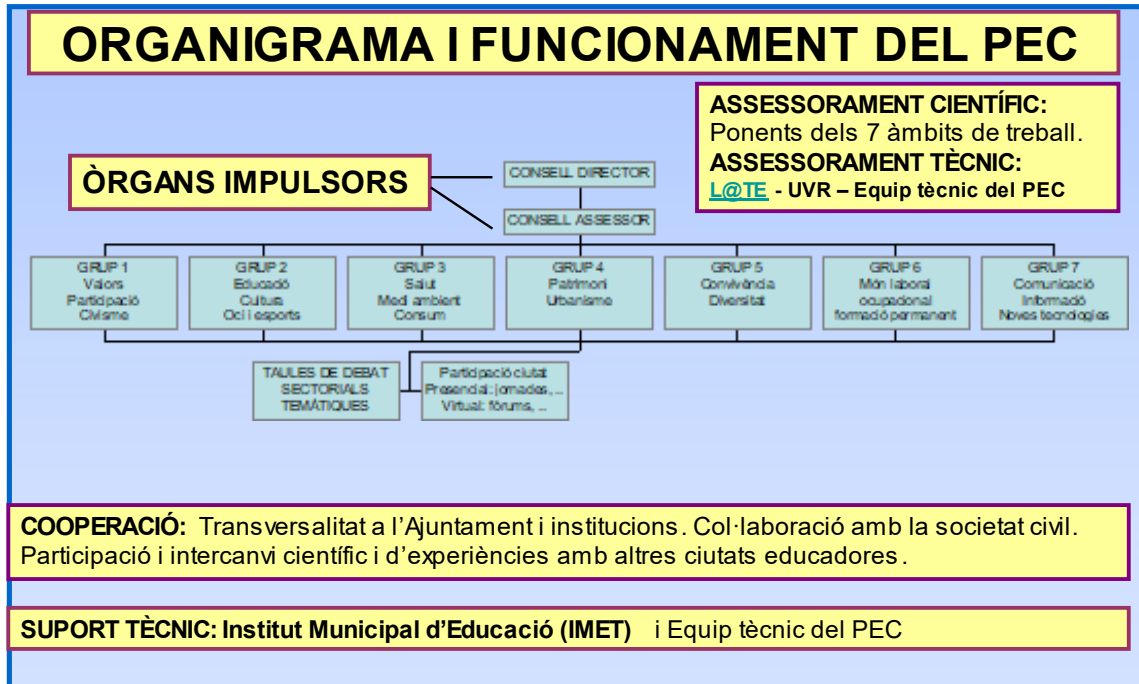 ORGANIGRAMA I FUNCIONAMENT DEL PEC
ASSESSORAMENT CIENTÍFIC:
Ponents dels 7 àmbits de treball.
ASSESSORAMENT TÈCNIC:
L@TE - UVR – Equip tècnic del PEC
ÒRGANS IMPULSORS
CONSELL DIRECTOR
CONSELL ASSESSOR
GRUP 1
Valors
Participació
Civisme
GRUP 2
Educadó
Cultura
Oci i esports
GRUP 3
Salut
Medi ambient
Consum
GRUP 4
Patrimoni
Urbanisme
GRUP 5
Convivència
Diversitat
GRUP 6
Món laboral
ocupacional
formació permanent
GRUP 7
Comunicació
Informació
Noves tecnologies
TAULES DE DEBAT
SECTORIALS
TEMÀTIQUES
Participació ciutat
Presencial: jornades, ...
Virtual: fòrums, ...
COOPERACIÓ: Transversalitat a l’Ajuntament i institucions. Col·laboració amb la societat civil.
Participació i intercanvi científic i d’experiències amb altres ciutats educadores.
SUPORT TÈCNIC: Institut Municipal d’Educació (IMET) i Equip tècnic del PEC